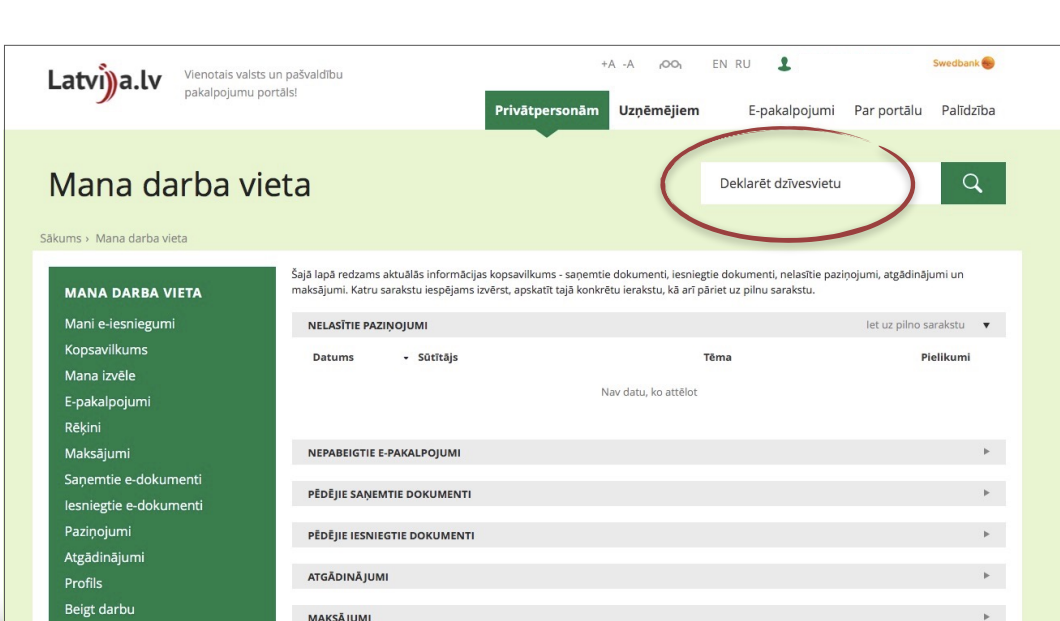 Latvija.lv
Vienotais valsts un pašvaldību
pakalpojumu portāls!
+A -A EN RU Swedbank
Privātpersonām Uzņēmējiem E-pakalpojumi Par portālu Palīdzība
Mana darba vieta
Deklarēt dzīvesvietu
Sākums › Mana darba vieta
MANA DARBA VIETA
Mani e-iesniegumi
Kopsavilkums
Mana izvēle
E-pakalpojumi
Rēķini
Maksājumi
Saņemtie e-dokumenti
Iesniegtie e-dokumenti
Paziņojumi
Atgādinājumi
Profils
Beigt darbu
Šajā lapā redzams aktuālās informācijas kopsavilkums - saņemtie dokumenti, iesniegtie dokumenti, nelasītie paziņojumi, atgādinājumi un
maksājumi. Katru sarakstu iespējams izvērst, apskatīt tajā konkrētu ierakstu, kā arī pāriet uz pilnu sarakstu.
NELASĪTIE PAZIŅOJUMI Iet uz pilno sarakstu
Datums Sūtītājs Tēma Pielikumi
Nav datu, ko attēlot
NEPABEIGTIE E-PAKALPOJUMI
PĒDĒJIE SAŅEMTIE DOKUMENTI
PĒDĒJIE IESNIEGTIE DOKUMENTI
ATGĀDINĀJUMI
MAKSĀJUMI